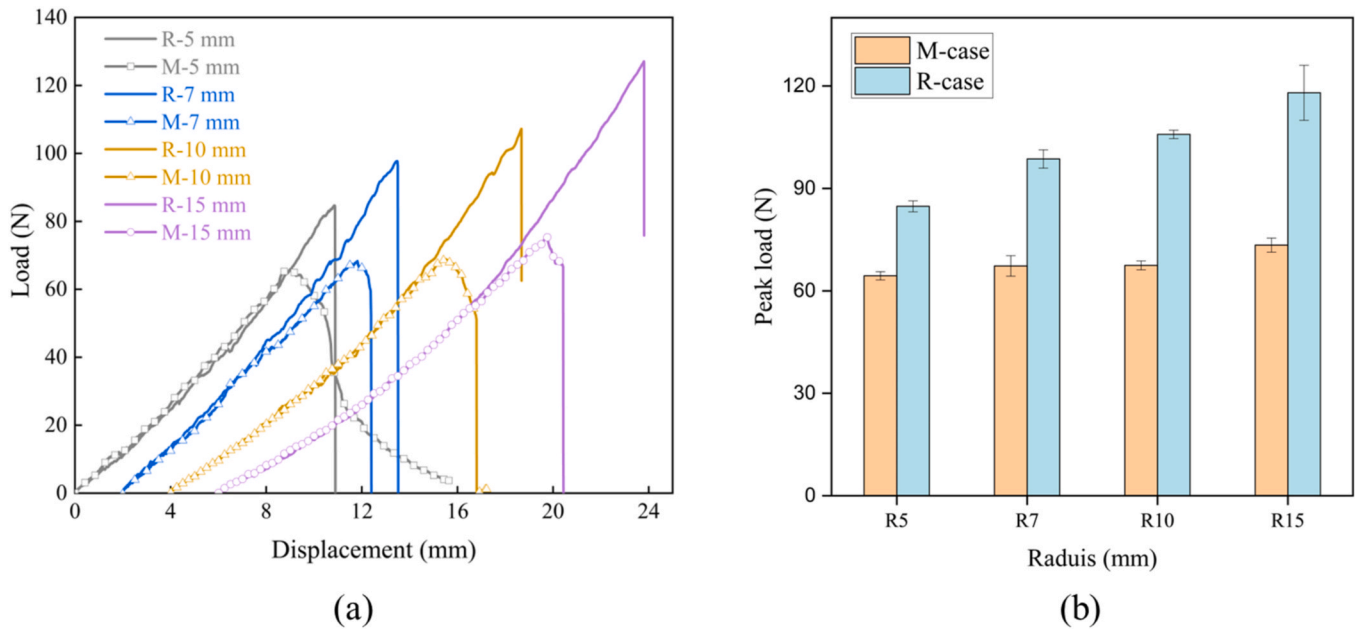 140
120
100
80
60
40
20
0
Load (N)
R-5 mm
M-5 mm
R-7 mm
M-7 mm
R-10 mm
M-10 mm
R-15 mm
M-15 mm
0 4 8 12 16 20 24
Displacement (mm)
(a)
120
90
60
30
0
Peak load (N)
M-case
R-case
R5 R7 R10 R15
Raduis (mm)
(b)